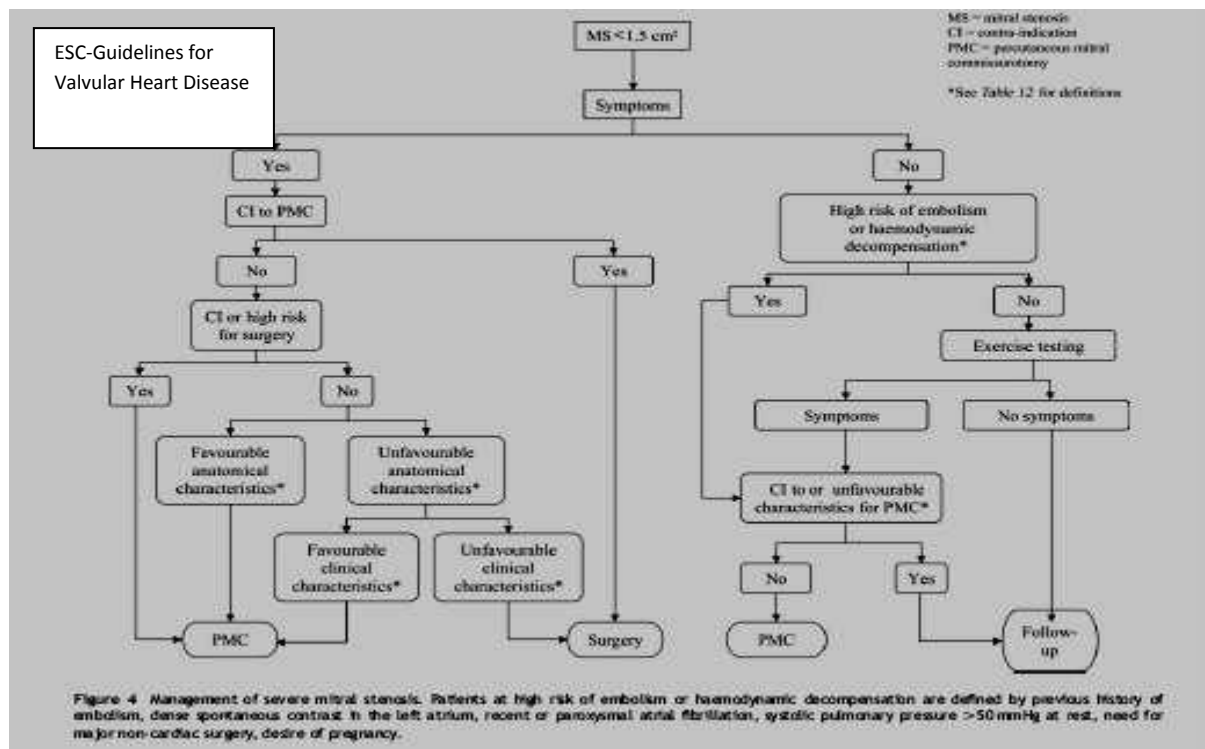 ESC-Guidelines for
Valvular Heart Disease
MS <1.5 cm²
MS = mitral stenosis
CI = contra-indication
PMC = percutaneous mitral
commissurotomy
*See Table 12 for definitions
Symptoms
Yes
No
CI to PMC
High risk of embolism
or haemodynamic
decompensation*
No
Yes
Yes
No
CI or high risk
for surgery
Exercise testing
Yes
No
Symptoms
No symptoms
Favourable
anatomical
characteristics*
Unfavourable
anatomical
characteristics*
CI to or unfavourable
characteristics for PMC*
Favourable
clinical
characteristics*
Unfavourable
clinical
characteristics*
No
Yes
PMC
Surgery
PMC
Follow-
up
Figure 4 Management of severe mitral stenosis. Patients at high risk of embolism or haemodynamic decompensation are defined by previous history of
embolism, dense spontaneous contrast in the left atrium, recent or paroxysmal atrial fibrillation, systolic pulmonary pressure >50 mmHg at rest, need for
major non-cardiac surgery, desire of pregnancy.